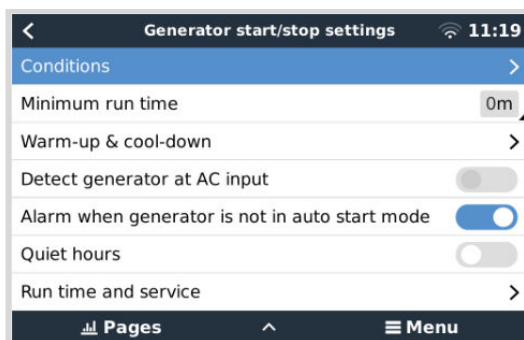 Generator start/stop settings 11:19
Conditions
Minimum run time 0m
Warm-up & cool-down
Detect generator at AC input
Alarm when generator is not in auto start mode
Quiet hours
Run time and service
Pages Menu